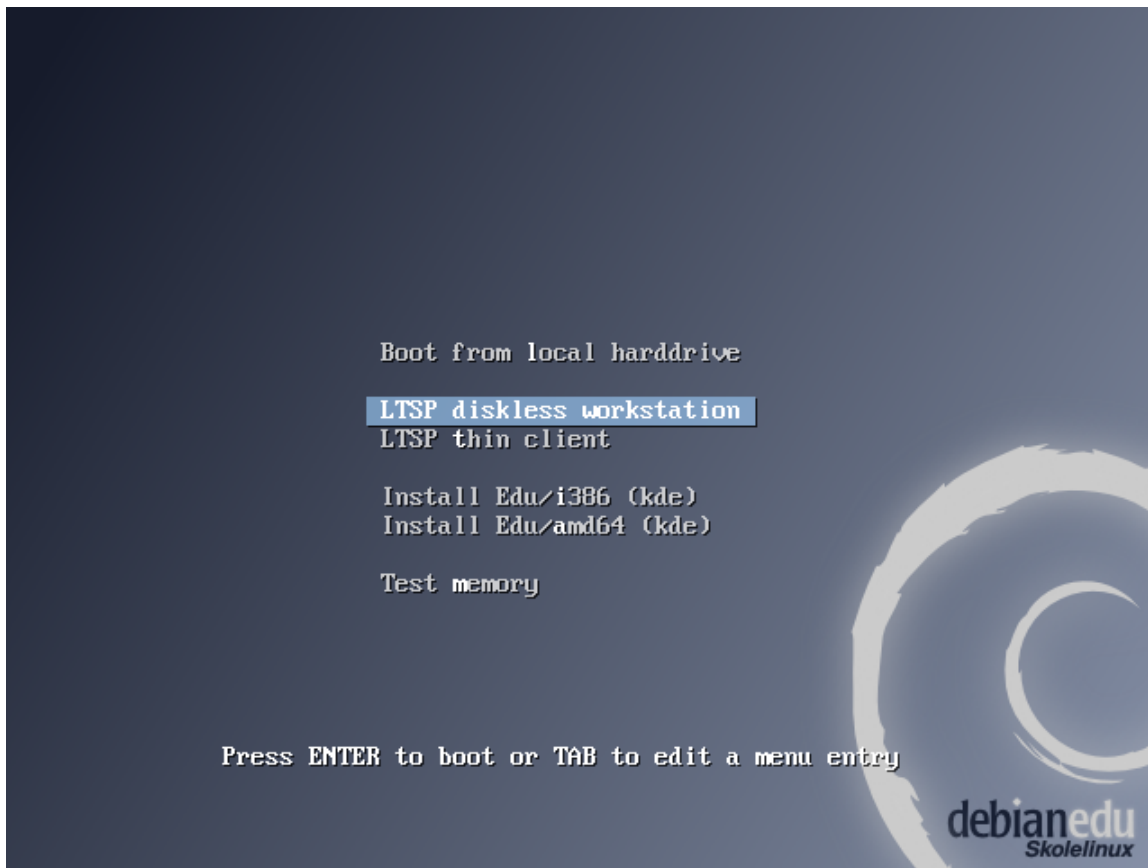 Boot from local harddrive
LTSP diskless workstation
LTSP thin client
Install Edu/i386 (kde)
Install Edu/amd64 (kde)
Test memory
Press ENTER to boot or TAB to edit a menu entry
debianedu
Skolelinux